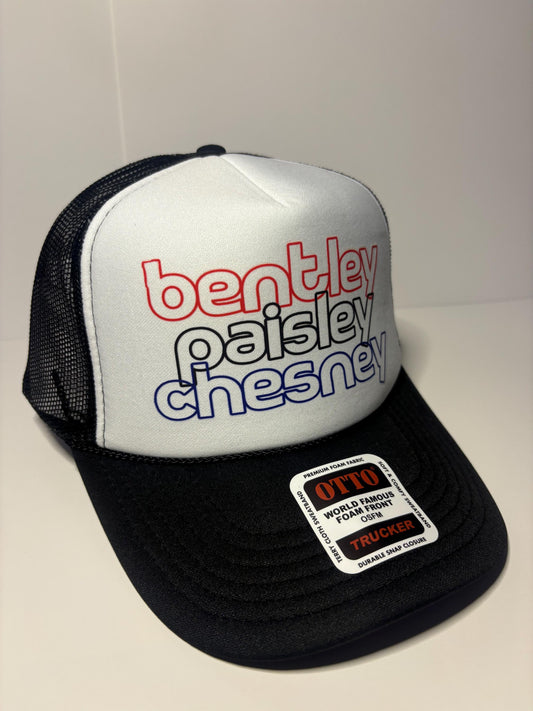 bentley
paisley
chesney
PREMIUM FOAM FABRIC
SOFT & COMFY SWEATBAND
TERRY CLOTH SWEATBAND
OTTO
WORLD FAMOUS
FOAM FRONT
OSFM
TRUCKER
DURABLE SNAP CLOSURE